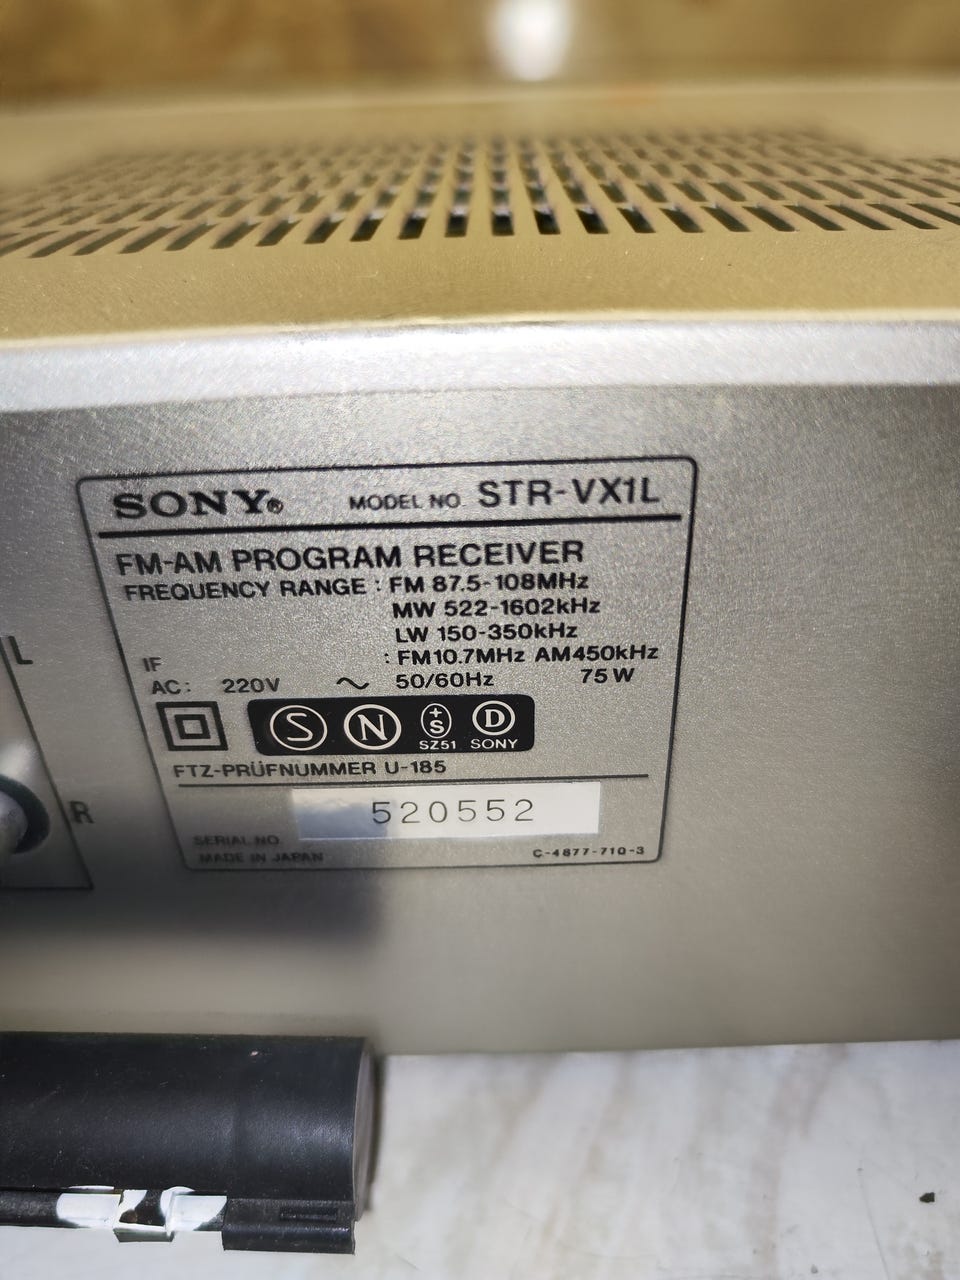 L
R
SONY® MODEL NO. STR-VX1L
FM-AM PROGRAM RECEIVER
FREQUENCY RANGE : FM 87.5-108MHz
MW 522-1602kHz
LW 150-350kHz
IF : FM10.7MHz AM450kHz
AC: 220V ~ 50/60Hz 75W
S N +S D
SZ51 SONY
FTZ-PRÜFNUMMER U-185
520552
SERIAL NO.
MADE IN JAPAN C-4877-710-3